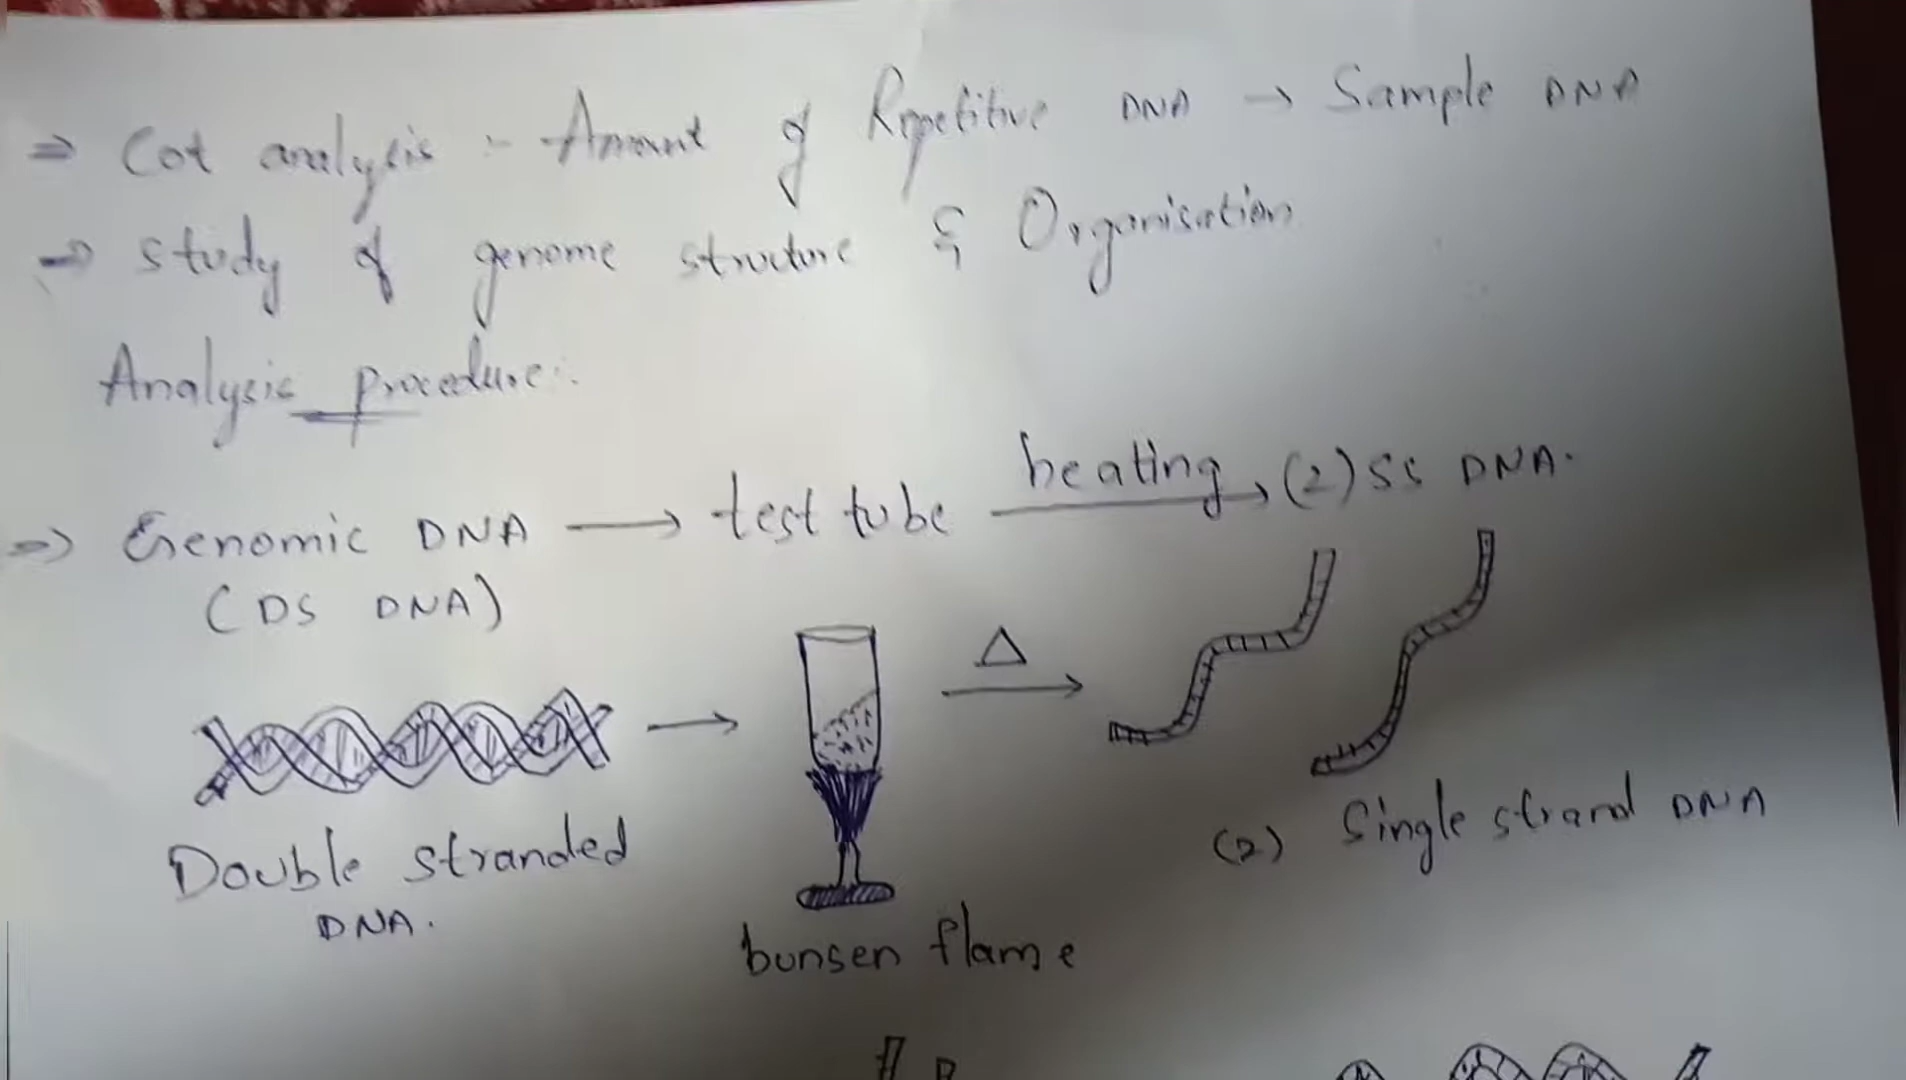 ⇒ Cot analysis :- Amount of Repetitive DNA → Sample DNA
⇒ study of genome structure & Organisation
Analysis procedure:.
⇒ Genomic DNA → test tube heating → (2) SS DNA.
(DS DNA)
Δ
Double stranded
DNA.
(2) Single strand DNA
bunsen flame